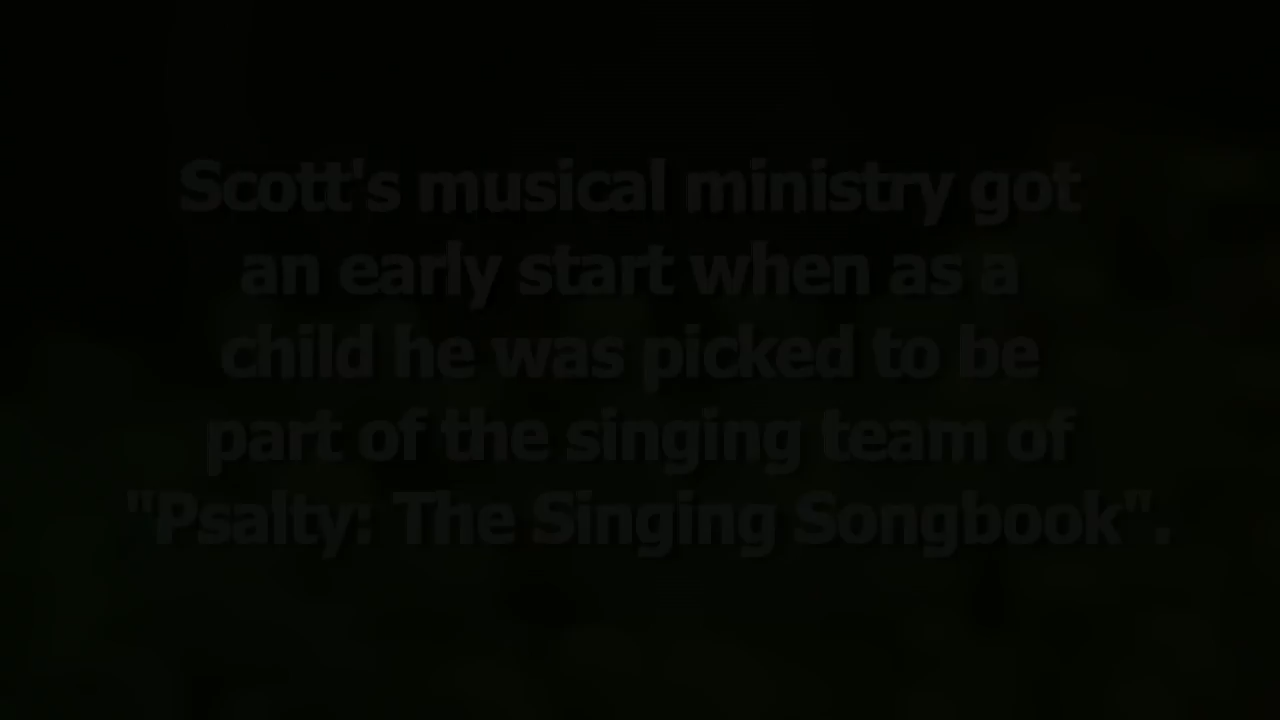 Scott's musical ministry got
an early start when as a
child he was picked to be
part of the singing team of
"Psalty: The Singing Songbook".